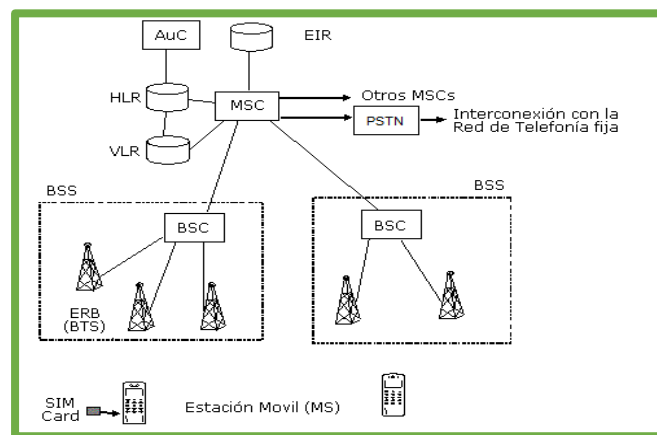 AuC
EIR
HLR
MSC
Otros MSCs
PSTN
Interconexión con la
Red de Telefonía fija
VLR
BSS
BSS
BSC
BSC
ERB
(BTS)
SIM
Card
Estación Movil (MS)